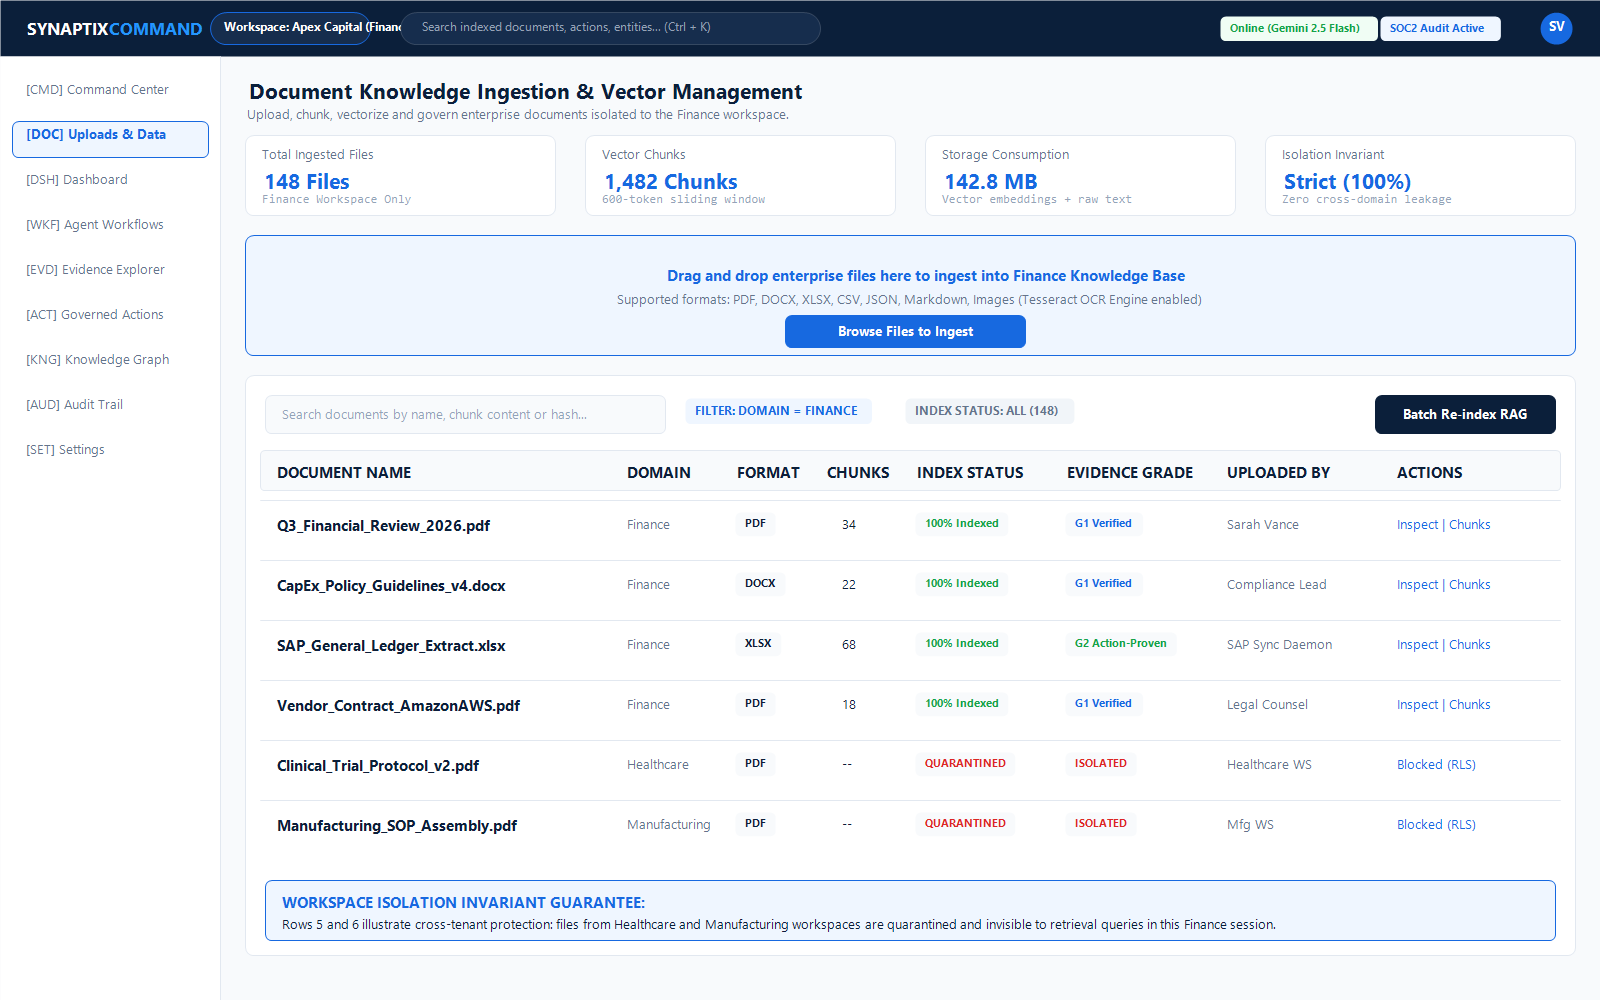 SYNAPTIXCOMMAND
Workspace: Apex Capital (Financ
Search indexed documents, actions, entities... (Ctrl + K)
Online (Gemini 2.5 Flash)
SOC2 Audit Active
SV
[CMD] Command Center
[DOC] Uploads & Data
[DSH] Dashboard
[WKF] Agent Workflows
[EVD] Evidence Explorer
[ACT] Governed Actions
[KNG] Knowledge Graph
[AUD] Audit Trail
[SET] Settings
Document Knowledge Ingestion & Vector Management
Upload, chunk, vectorize and govern enterprise documents isolated to the Finance workspace.
Total Ingested Files
148 Files
Finance Workspace Only
Vector Chunks
1,482 Chunks
600-token sliding window
Storage Consumption
142.8 MB
Vector embeddings + raw text
Isolation Invariant
Strict (100%)
Zero cross-domain leakage
Drag and drop enterprise files here to ingest into Finance Knowledge Base
Supported formats: PDF, DOCX, XLSX, CSV, JSON, Markdown, Images (Tesseract OCR Engine enabled)
Browse Files to Ingest
Search documents by name, chunk content or hash...
FILTER: DOMAIN = FINANCE
INDEX STATUS: ALL (148)
Batch Re-index RAG
DOCUMENT NAME DOMAIN FORMAT CHUNKS INDEX STATUS EVIDENCE GRADE UPLOADED BY ACTIONS
Q3_Financial_Review_2026.pdf Finance PDF 34 100% Indexed G1 Verified Sarah Vance Inspect | Chunks
CapEx_Policy_Guidelines_v4.docx Finance DOCX 22 100% Indexed G1 Verified Compliance Lead Inspect | Chunks
SAP_General_Ledger_Extract.xlsx Finance XLSX 68 100% Indexed G2 Action-Proven SAP Sync Daemon Inspect | Chunks
Vendor_Contract_AmazonAWS.pdf Finance PDF 18 100% Indexed G1 Verified Legal Counsel Inspect | Chunks
Clinical_Trial_Protocol_v2.pdf Healthcare PDF -- QUARANTINED ISOLATED Healthcare WS Blocked (RLS)
Manufacturing_SOP_Assembly.pdf Manufacturing PDF -- QUARANTINED ISOLATED Mfg WS Blocked (RLS)
WORKSPACE ISOLATION INVARIANT GUARANTEE:
Rows 5 and 6 illustrate cross-tenant protection: files from Healthcare and Manufacturing workspaces are quarantined and invisible to retrieval queries in this Finance session.